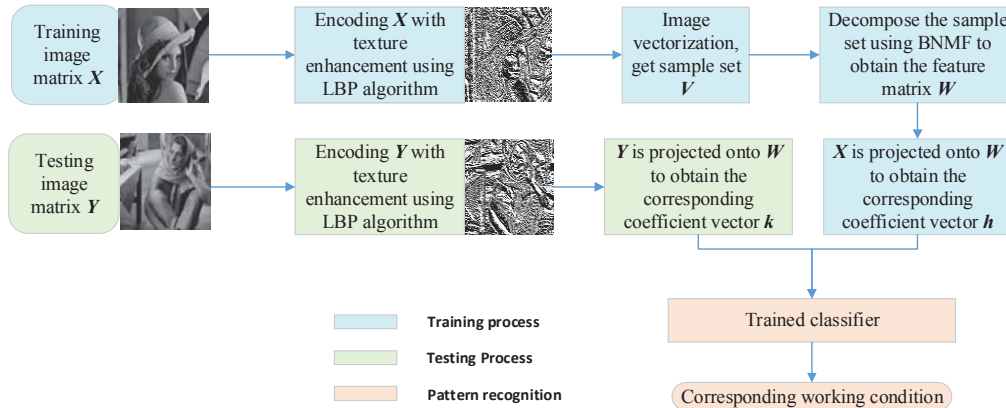 Training
image
matrix X
Encoding X with
texture
enhancement using
LBP algorithm
Image
vectorization,
get sample set
V
Decompose the sample
set using BNMF to
obtain the feature
matrix W
Testing
image
matrix Y
Encoding Y with
texture
enhancement using
LBP algorithm
Y is projected onto W
to obtain the
corresponding
coefficient vector k
X is projected onto W
to obtain the
corresponding
coefficient vector h
Training process
Testing Process
Pattern recognition
Trained classifier
Corresponding working condition